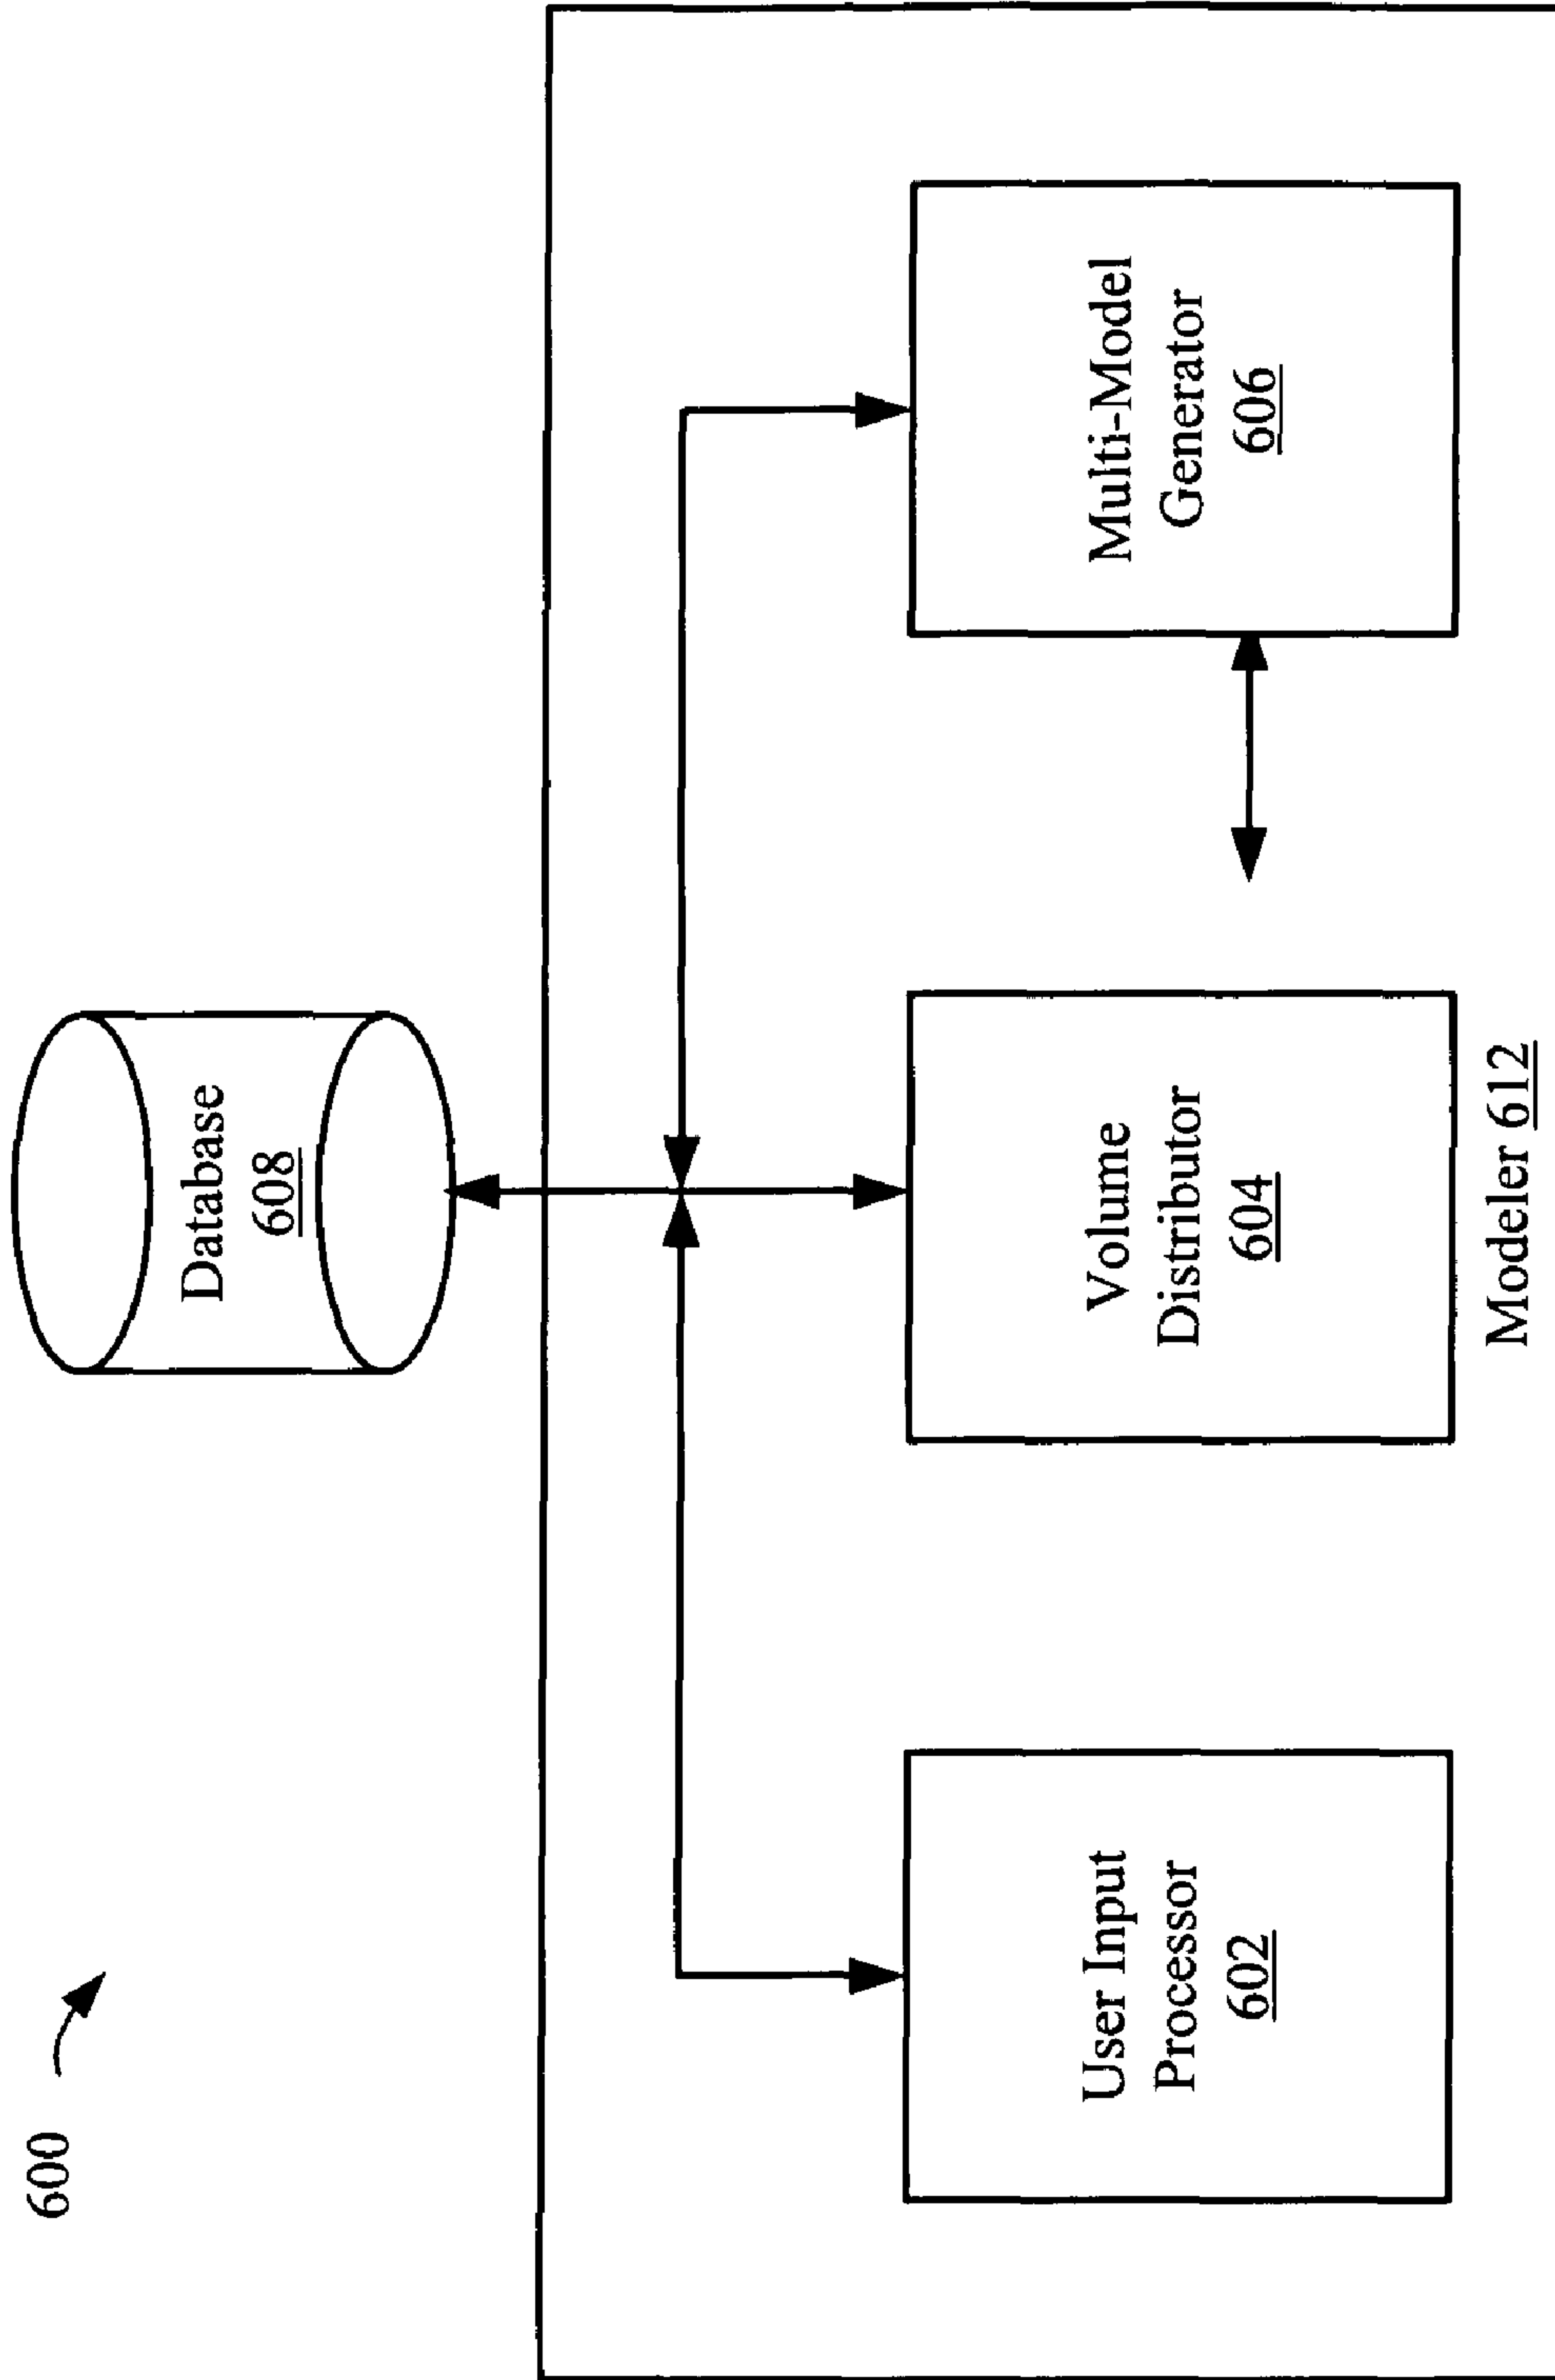 600
Database
608
User Input
Processor
602
Volume
Distributor
604
Multi-Model
Generator
606
Modeler 612